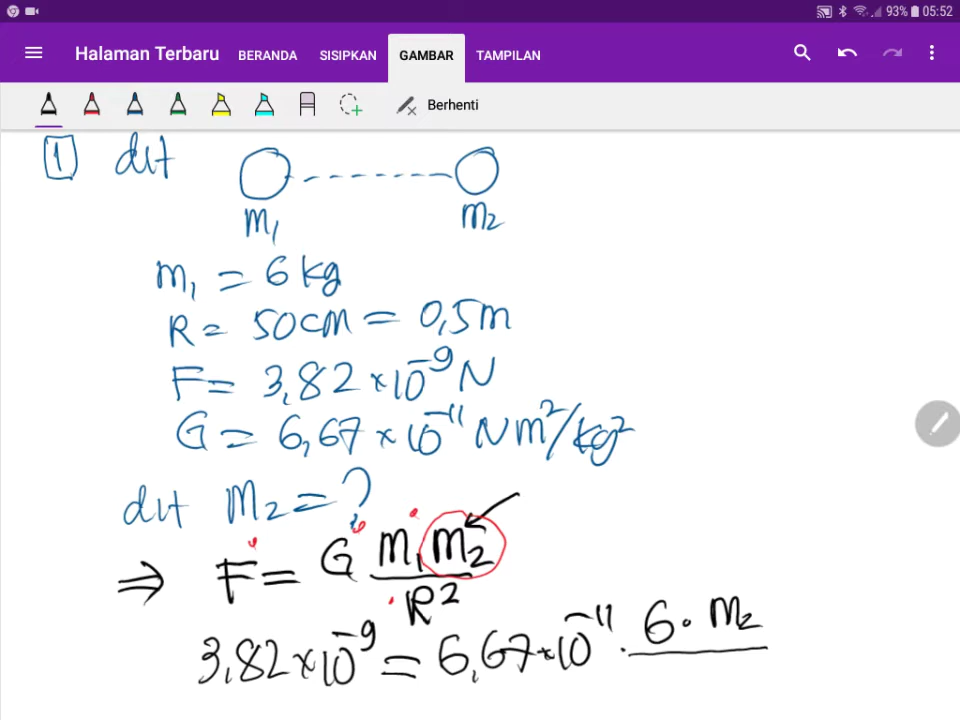 93% 05:52
Halaman Terbaru BERANDA SISIPKAN GAMBAR TAMPILAN
Berhenti
1 dit
m₁ m₂
m₁ = 6 kg
R = 50 cm = 0,5 m
F = 3,82 × 10⁻⁹ N
G = 6,67 × 10⁻¹¹ N m²/kg²
dit m₂ = ?
⇒ F = G m₁ m₂ / R²
3,82 × 10⁻⁹ = 6,67 × 10⁻¹¹ . 6 . m₂